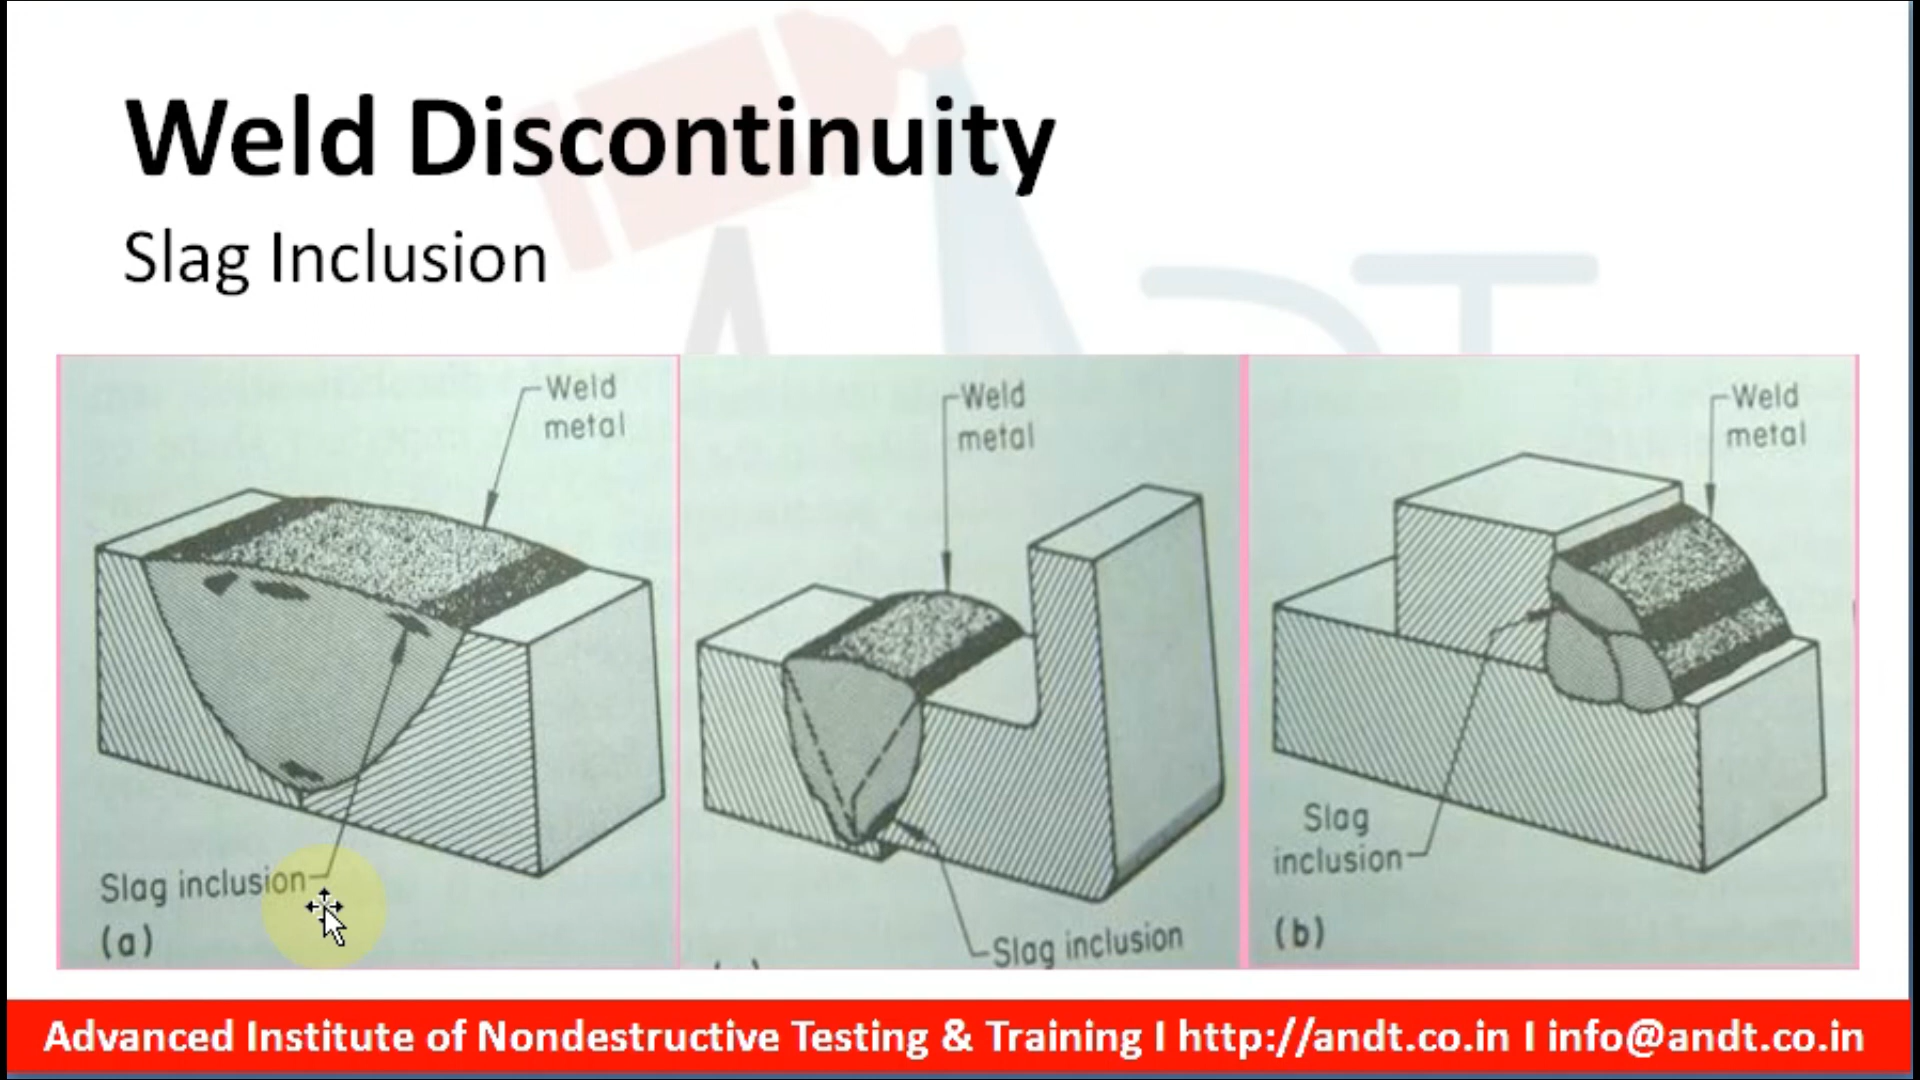 Weld Discontinuity
Slag Inclusion
Weld
metal
Slag inclusion
(a)
Weld
metal
Slag inclusion
Weld
metal
Slag
inclusion
(b)
Advanced Institute of Nondestructive Testing & Training I http://andt.co.in I info@andt.co.in